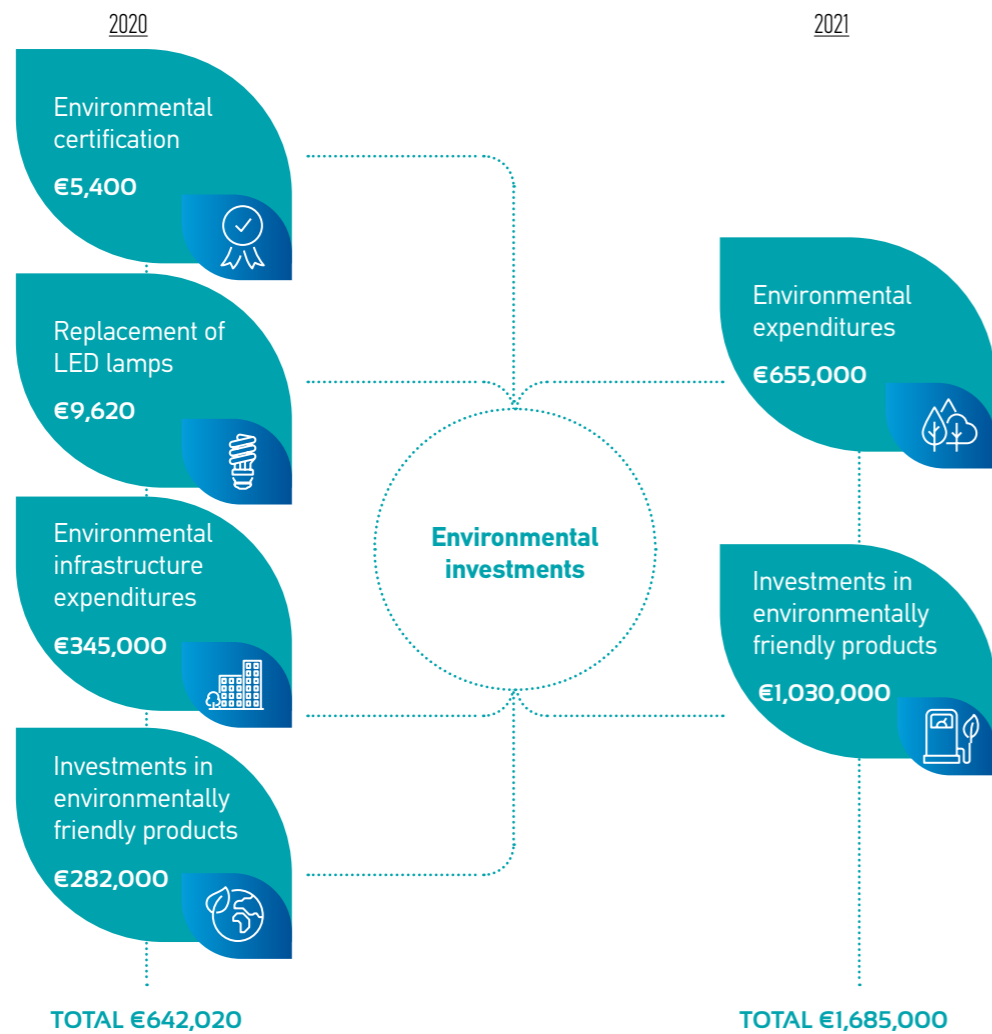 2020
Environmental
certification
€5,400
Replacement of
LED lamps
€9,620
Environmental
infrastructure
expenditures
€345,000
Investments in
environmentally
friendly products
€282,000
TOTAL €642,020
Environmental
investments
2021
Environmental
expenditures
€655,000
Investments in
environmentally
friendly products
€1,030,000
TOTAL €1,685,000